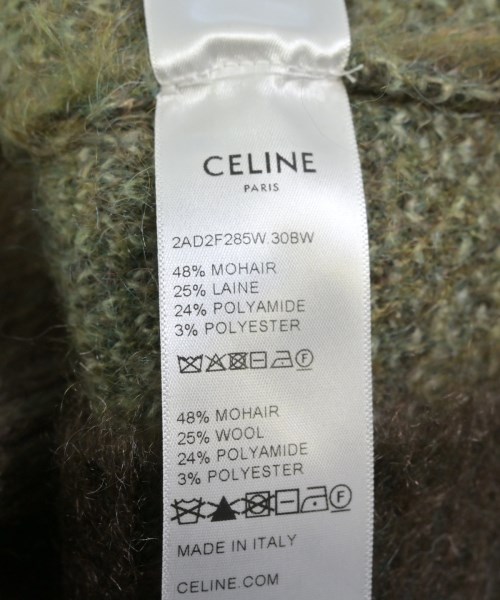 CELINE
PARIS
2AD2F285W.30BW
48% MOHAIR
25% LAINE
24% POLYAMIDE
3% POLYESTER
F
48% MOHAIR
25% WOOL
24% POLYAMIDE
3% POLYESTER
F
MADE IN ITALY
CELINE.COM